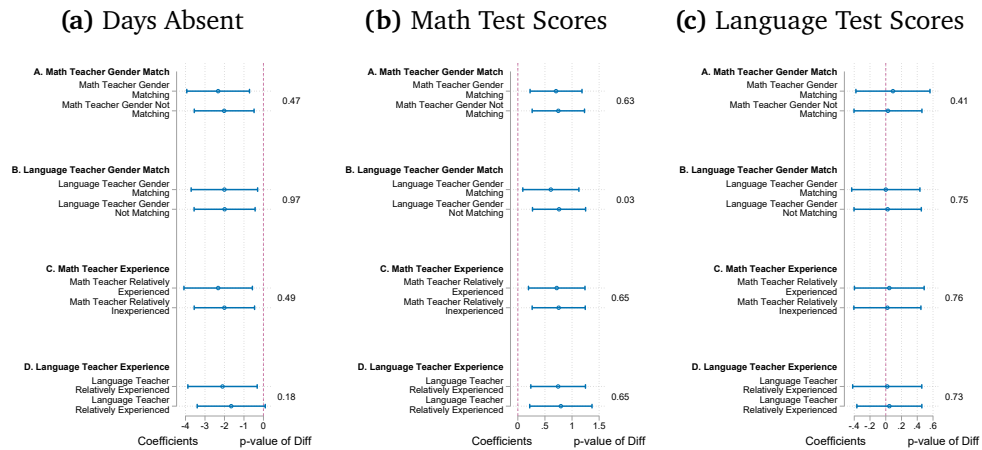 (a) Days Absent
A. Math Teacher Gender Match
Math Teacher Gender
Matching
Math Teacher Gender Not
Matching
0.47
B. Language Teacher Gender Match
Language Teacher Gender
Matching
Language Teacher Gender
Not Matching
0.97
C. Math Teacher Experience
Math Teacher Relatively
Experienced
Math Teacher Relatively
Inexperienced
0.49
D. Language Teacher Experience
Language Teacher
Relatively Experienced
Language Teacher
Relatively Experienced
0.18
-4 -3 -2 -1 0
Coefficients p-value of Diff
(b) Math Test Scores
A. Math Teacher Gender Match
Math Teacher Gender
Matching
Math Teacher Gender Not
Matching
0.63
B. Language Teacher Gender Match
Language Teacher Gender
Matching
Language Teacher Gender
Not Matching
0.03
C. Math Teacher Experience
Math Teacher Relatively
Experienced
Math Teacher Relatively
Inexperienced
0.65
D. Language Teacher Experience
Language Teacher
Relatively Experienced
Language Teacher
Relatively Experienced
0.65
0 .5 1 1.5
Coefficients p-value of Diff
(c) Language Test Scores
A. Math Teacher Gender Match
Math Teacher Gender
Matching
Math Teacher Gender Not
Matching
0.41
B. Language Teacher Gender Match
Language Teacher Gender
Matching
Language Teacher Gender
Not Matching
0.75
C. Math Teacher Experience
Math Teacher Relatively
Experienced
Math Teacher Relatively
Inexperienced
0.76
D. Language Teacher Experience
Language Teacher
Relatively Experienced
Language Teacher
Relatively Experienced
0.73
-.4 -.2 0 .2 .4 .6
Coefficients p-value of Diff